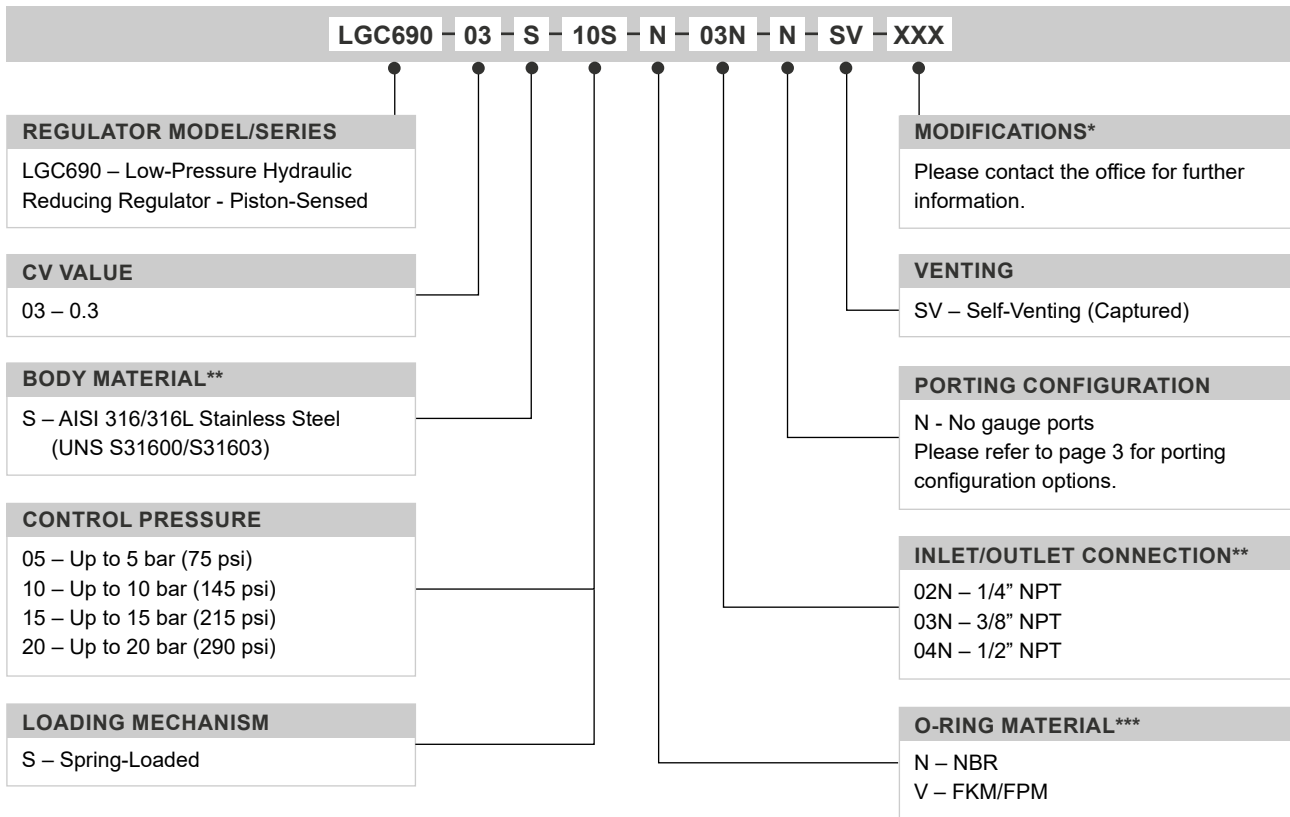 LGC690 - 03 - S - 10S - N - 03N - N - SV - XXX
REGULATOR MODEL/SERIES
LGC690 – Low-Pressure Hydraulic
Reducing Regulator - Piston-Sensed
CV VALUE
03 – 0.3
BODY MATERIAL**
S – AISI 316/316L Stainless Steel
(UNS S31600/S31603)
CONTROL PRESSURE
05 – Up to 5 bar (75 psi)
10 – Up to 10 bar (145 psi)
15 – Up to 15 bar (215 psi)
20 – Up to 20 bar (290 psi)
LOADING MECHANISM
S – Spring-Loaded
MODIFICATIONS*
Please contact the office for further
information.
VENTING
SV – Self-Venting (Captured)
PORTING CONFIGURATION
N - No gauge ports
Please refer to page 3 for porting
configuration options.
INLET/OUTLET CONNECTION**
02N – 1/4” NPT
03N – 3/8” NPT
04N – 1/2” NPT
O-RING MATERIAL***
N – NBR
V – FKM/FPM